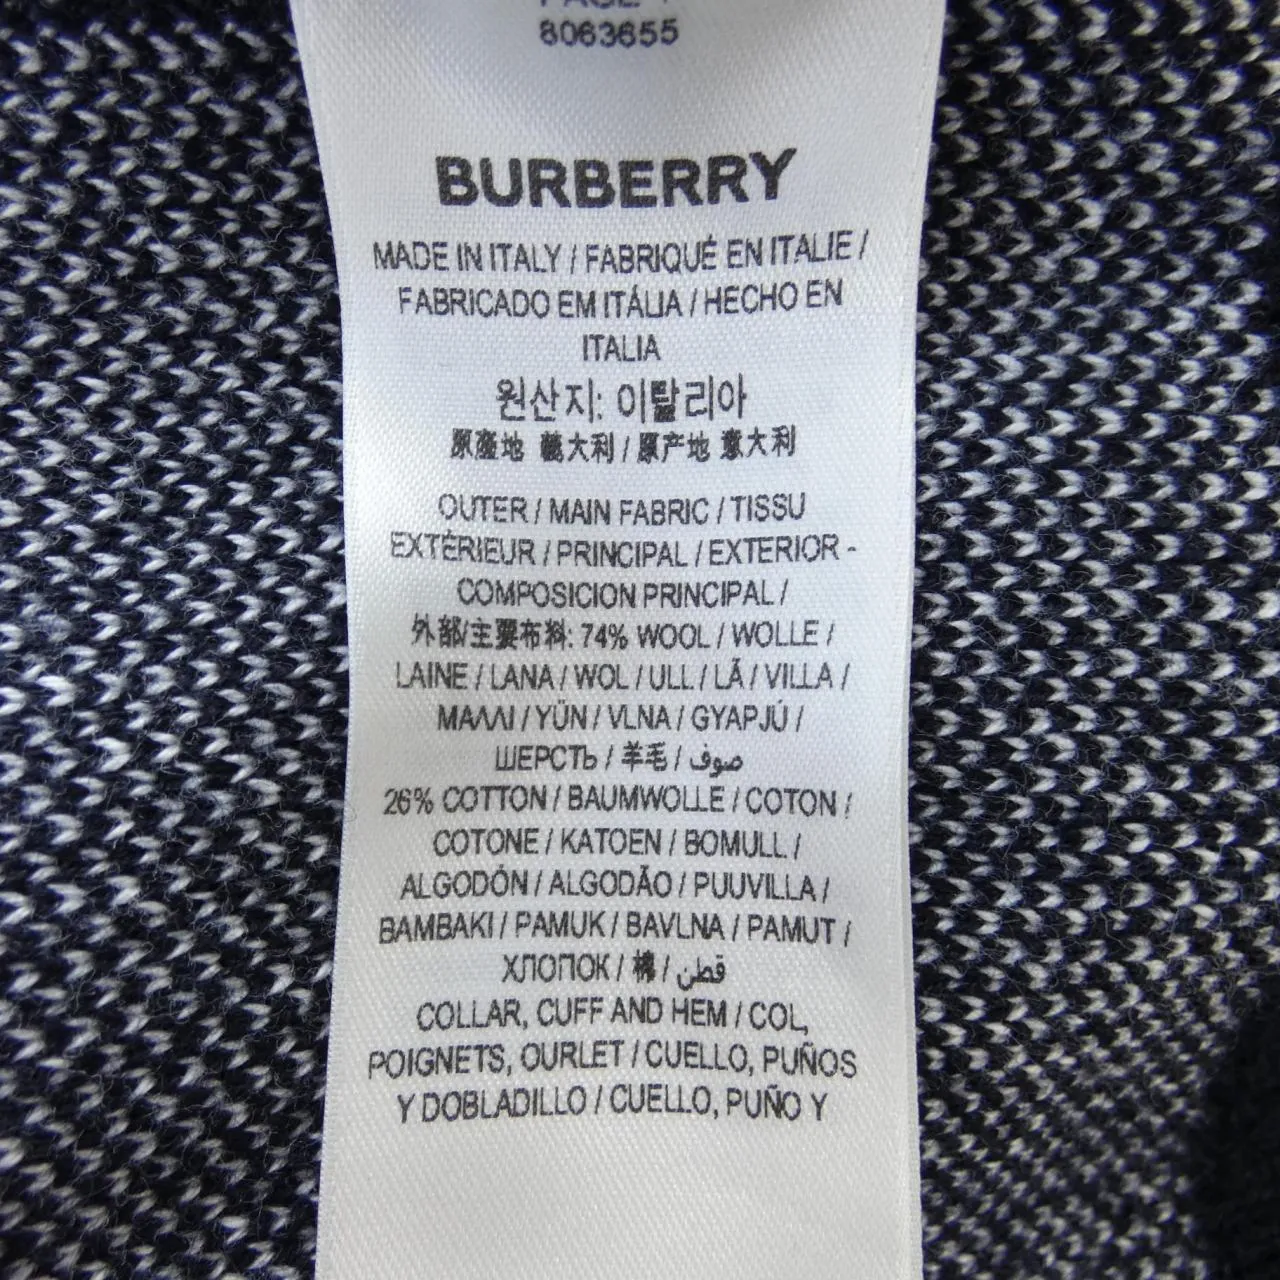 PAGE 1
8063655
BURBERRY
MADE IN ITALY / FABRIQUÉ EN ITALIE /
FABRICADO EM ITÁLIA / HECHO EN
ITALIA
원산지: 이탈리아
原產地 義大利 / 原产地 意大利
OUTER / MAIN FABRIC / TISSU
EXTÉRIEUR / PRINCIPAL / EXTERIOR -
COMPOSICION PRINCIPAL /
外部/主要布料: 74% WOOL / WOLLE /
LAINE / LANA / WOL / ULL / LÃ / VILLA /
ΜΑΛΛΙ / YÜN / VLNA / GYAPJÚ /
ШЕРСТЬ / 羊毛 / صوف
26% COTTON / BAUMWOLLE / COTON /
COTONE / KATOEN / BOMULL /
ALGODÓN / ALGODÃO / PUUVILLA /
BAMBAKI / PAMUK / BAVLNA / PAMUT /
ХЛОПОК / 棉 / قطن
COLLAR, CUFF AND HEM / COL,
POIGNETS, OURLET / CUELLO, PUÑOS
Y DOBLADILLO / CUELLO, PUÑO Y